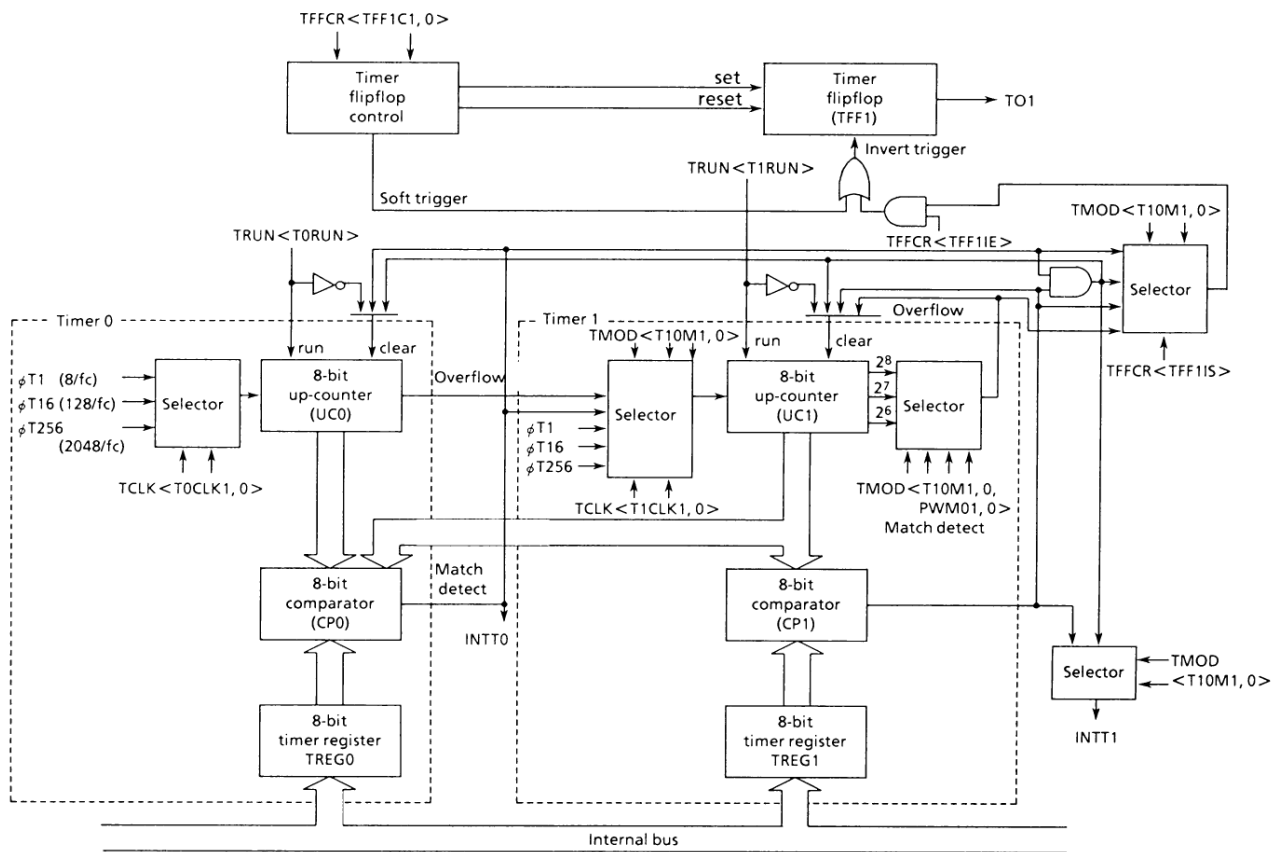 TFFCR<TFF1C1, 0>
Timer
flipflop
control
set
reset
Timer
flipflop
(TFF1)
TO1
Invert trigger
TRUN<T1RUN>
Soft trigger
TMOD<T10M1, 0>
TRUN<T0RUN>
TFFCR<TFF1IE>
Selector
Overflow
Timer 0
Timer 1
TMOD<T10M1, 0>
run
clear
run
clear
TFFCR<TFF1IS>
φT1 (8/fc)
φT16 (128/fc)
φT256
(2048/fc)
Selector
8-bit
up-counter
(UC0)
Overflow
φT1
φT16
φT256
Selector
8-bit
up-counter
(UC1)
2⁸
2⁷
2⁶
Selector
TCLK<T0CLK1, 0>
TCLK<T1CLK1, 0>
TMOD<T10M1, 0,
PWM01, 0>
Match detect
8-bit
comparator
(CP0)
Match
detect
INTT0
8-bit
comparator
(CP1)
Selector
TMOD
<T10M1, 0>
INTT1
8-bit
timer register
TREG0
8-bit
timer register
TREG1
Internal bus